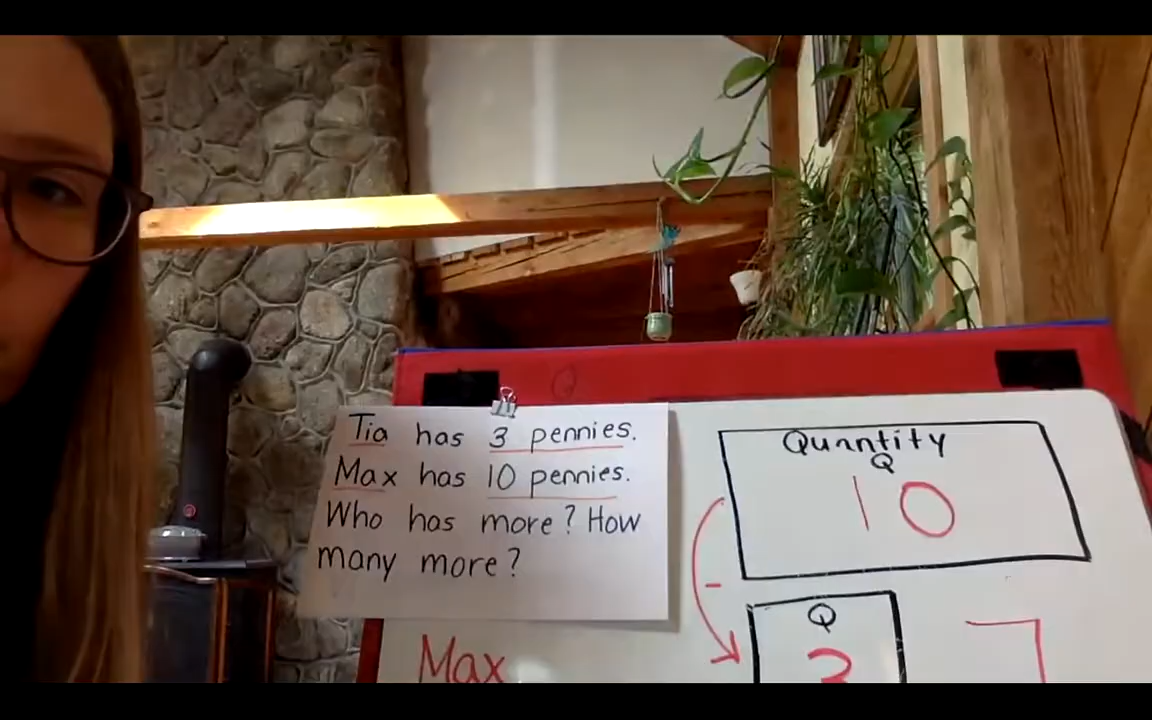 Tia has 3 pennies.
Max has 10 pennies.
Who has more? How
many more?
Quantity
Q
10
-
Q
3
7
Max